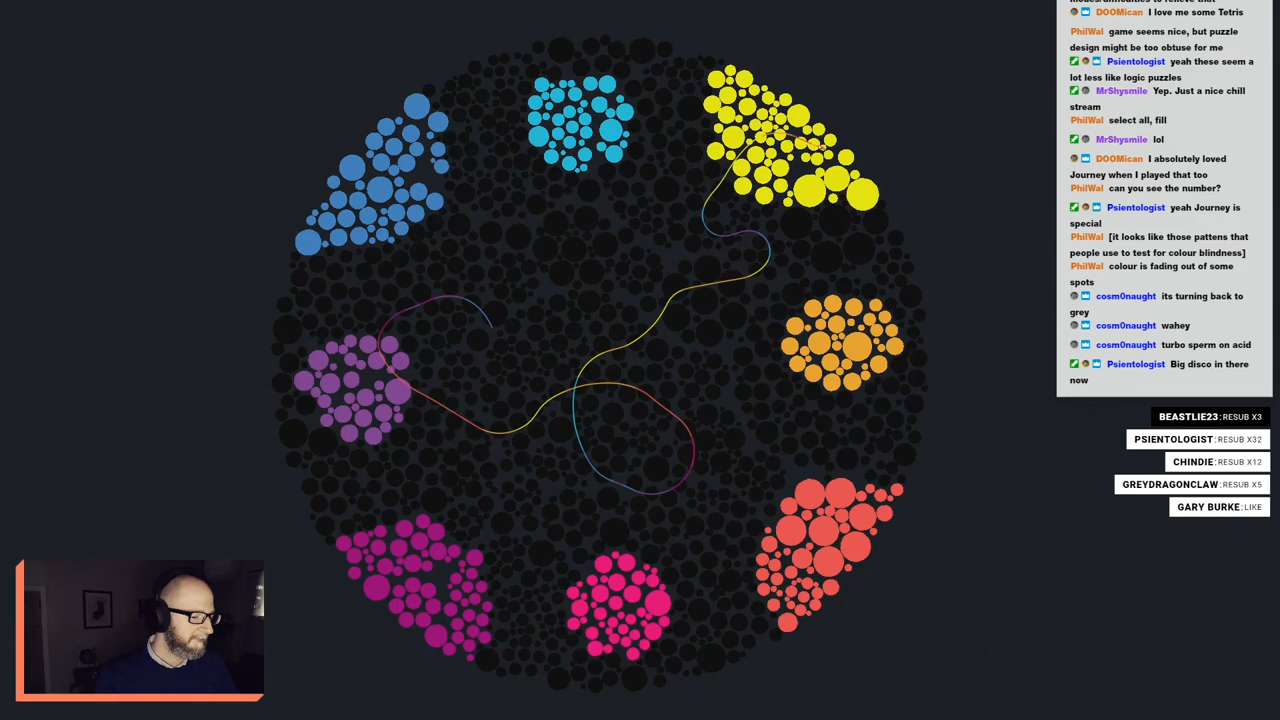 modes/difficulties to relieve that
DOOMican I love me some Tetris
PhilWal game seems nice, but puzzle
design might be too obtuse for me
Psientologist yeah these seem a
lot less like logic puzzles
MrShysmile Yep. Just a nice chill
stream
PhilWal select all, fill
MrShysmile lol
DOOMican I absolutely loved
Journey when I played that too
PhilWal can you see the number?
Psientologist yeah Journey is
special
PhilWal [it looks like those pattens that
people use to test for colour blindness]
PhilWal colour is fading out of some
spots
cosm0naught its turning back to
grey
cosm0naught wahey
cosm0naught turbo sperm on acid
Psientologist Big disco in there
now
BEASTLIE23: RESUB X3
PSIENTOLOGIST: RESUB X32
CHINDIE: RESUB X12
GREYDRAGONCLAW: RESUB X5
GARY BURKE: LIKE